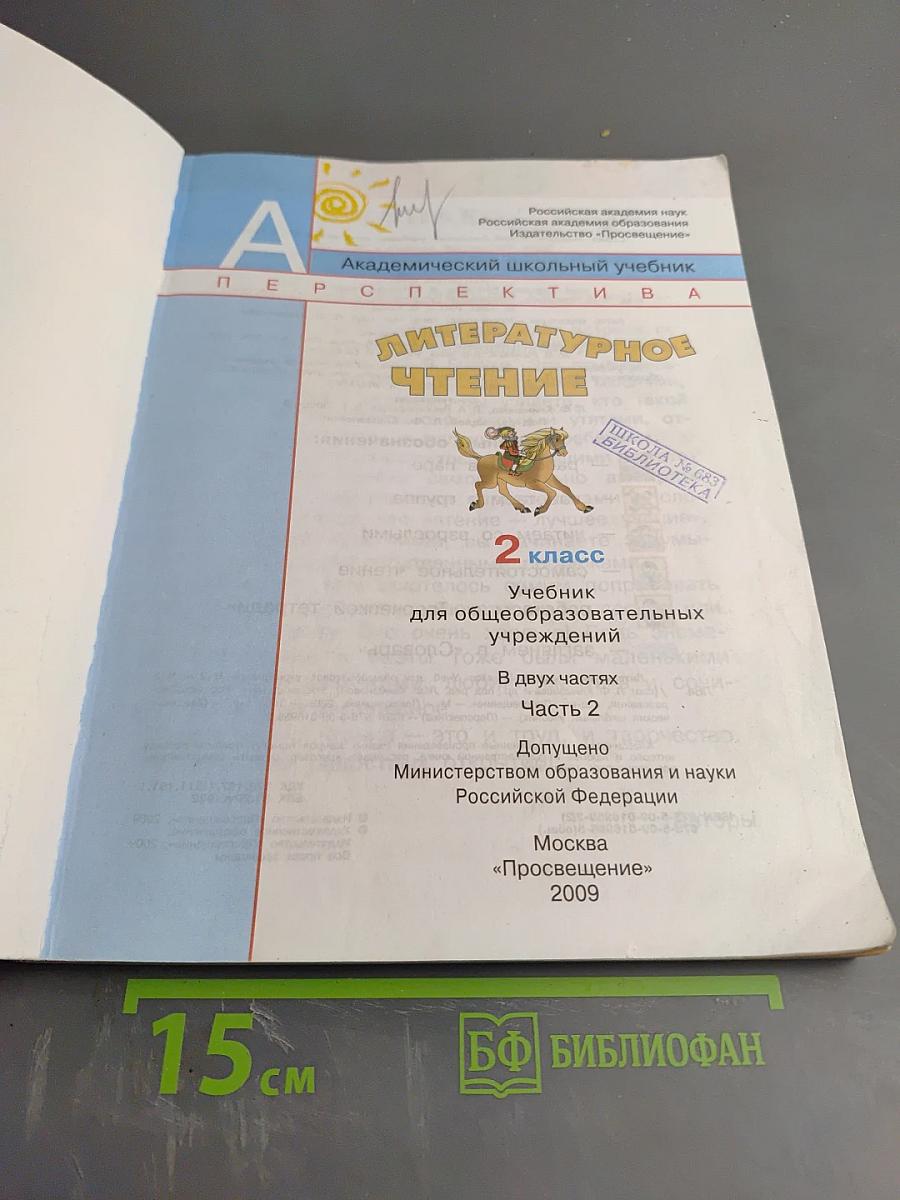 А
Российская академия наук
Российская академия образования
Издательство «Просвещение»
Академический школьный учебник
ПЕРСПЕКТИВА
ЛИТЕРАТУРНОЕ
ЧТЕНИЕ
ШКОЛА № 683
БИБЛИОТЕКА
2 класс
Учебник
для общеобразовательных
учреждений
В двух частях
Часть 2
Допущено
Министерством образования и науки
Российской Федерации
Москва
«Просвещение»
2009
15 см
БФ БИБЛИОФАН